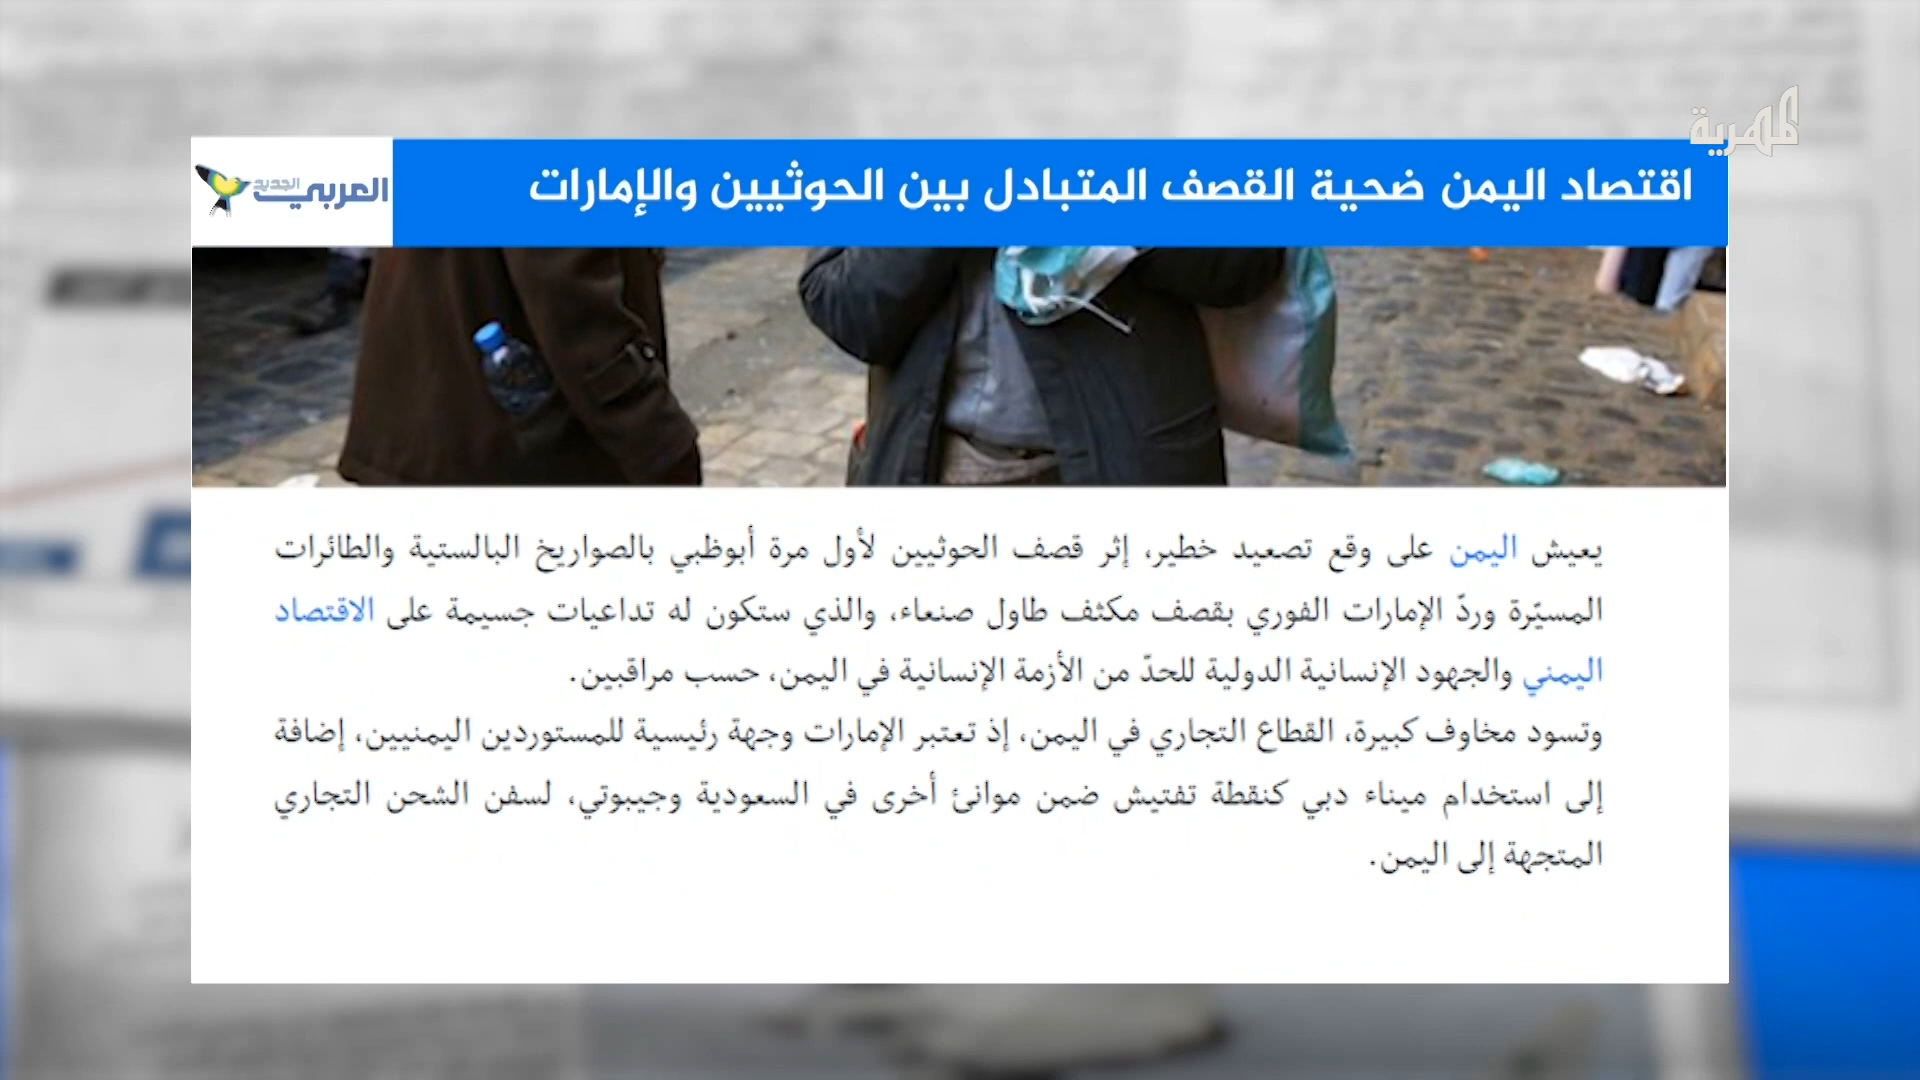 المهرية
اقتصاد اليمن ضحية القصف المتبادل بين الحوثيين والإمارات
العربي الجديد
يعيش اليمن على وقع تصعيد خطير، إثر قصف الحوثيين لأول مرة أبوظبي بالصواريخ البالستية والطائرات
المسيّرة وردّ الإمارات الفوري بقصف مكثف طاول صنعاء، والذي ستكون له تداعيات جسيمة على الاقتصاد
اليمني والجهود الإنسانية الدولية للحدّ من الأزمة الإنسانية في اليمن، حسب مراقبين.
وتسود مخاوف كبيرة، القطاع التجاري في اليمن، إذ تعتبر الإمارات وجهة رئيسية للمستوردين اليمنيين، إضافة
إلى استخدام ميناء دبي كنقطة تفتيش ضمن موانئ أخرى في السعودية وجيبوتي، لسفن الشحن التجاري
المتجهة إلى اليمن.